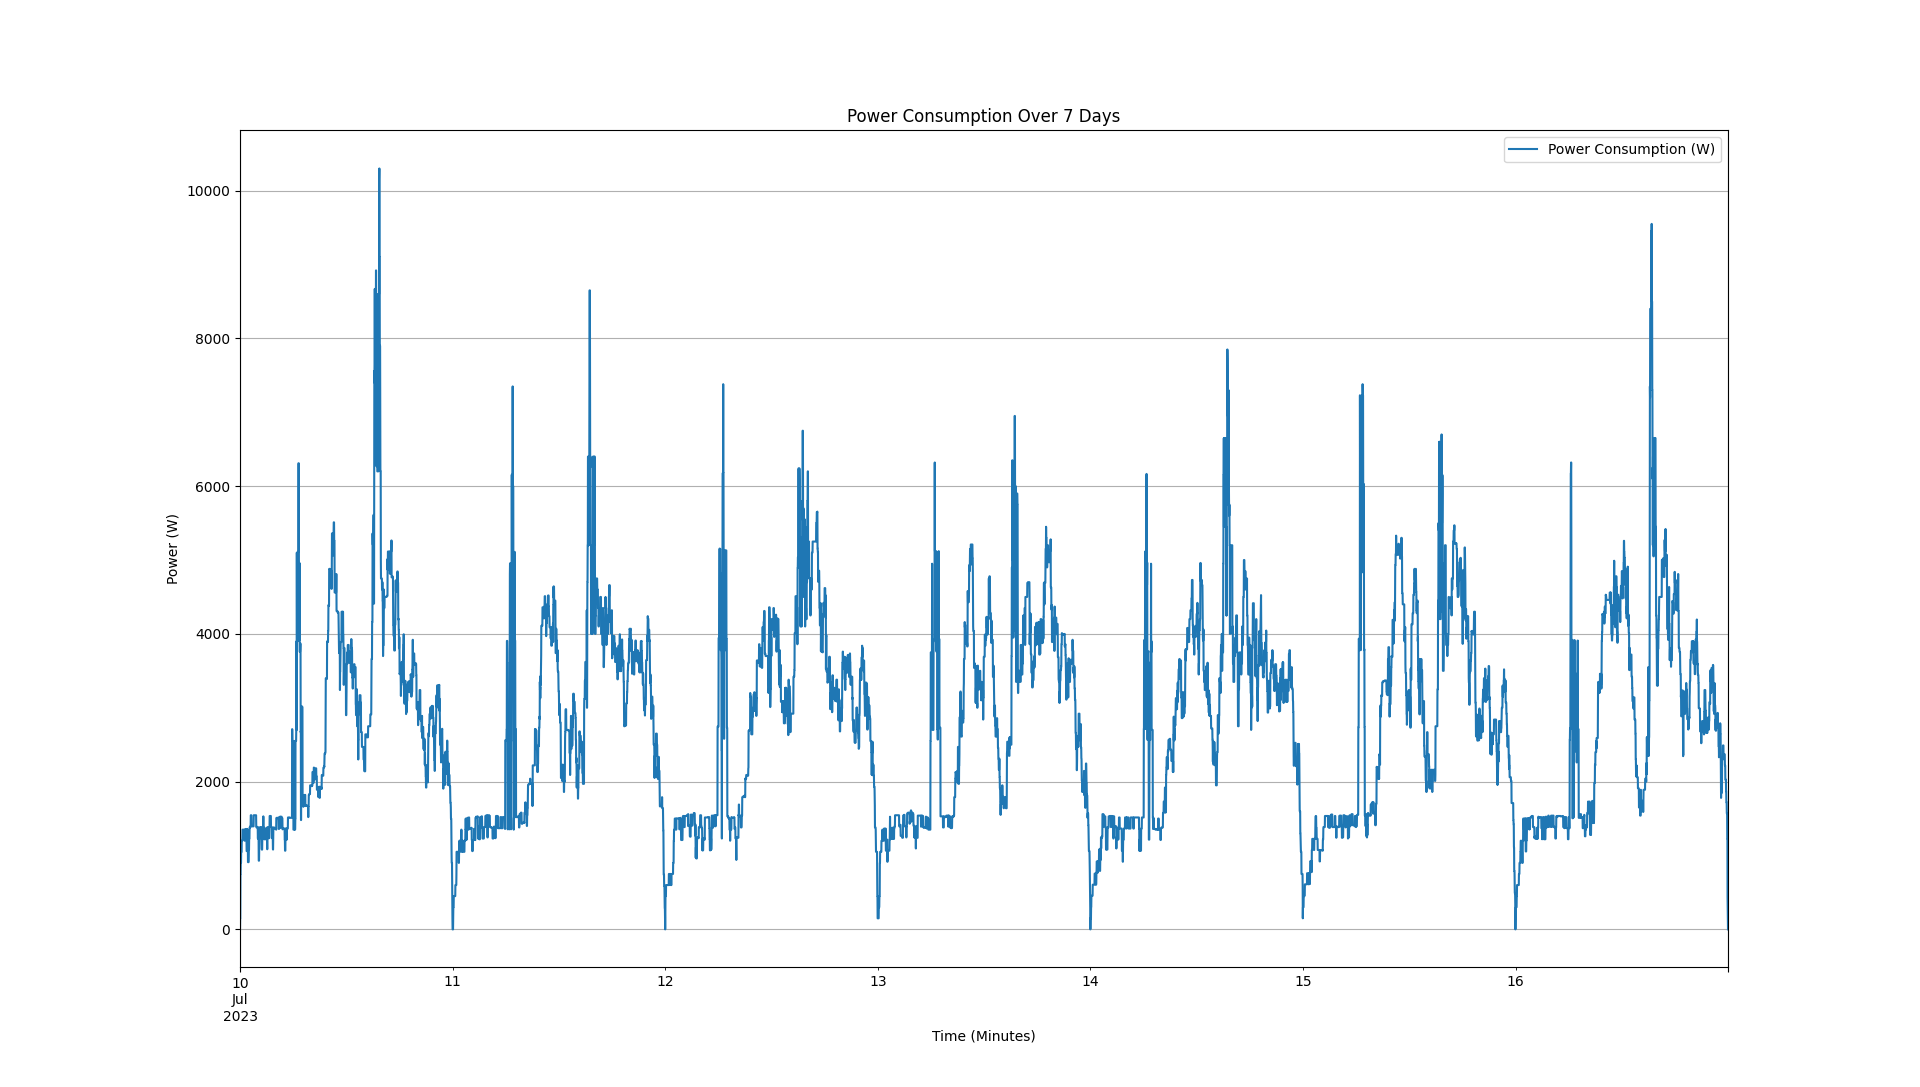 Power Consumption Over 7 Days
Power Consumption (W)
10000
8000
6000
4000
2000
0
Power (W)
10 11 12 13 14 15 16
Jul
2023
Time (Minutes)